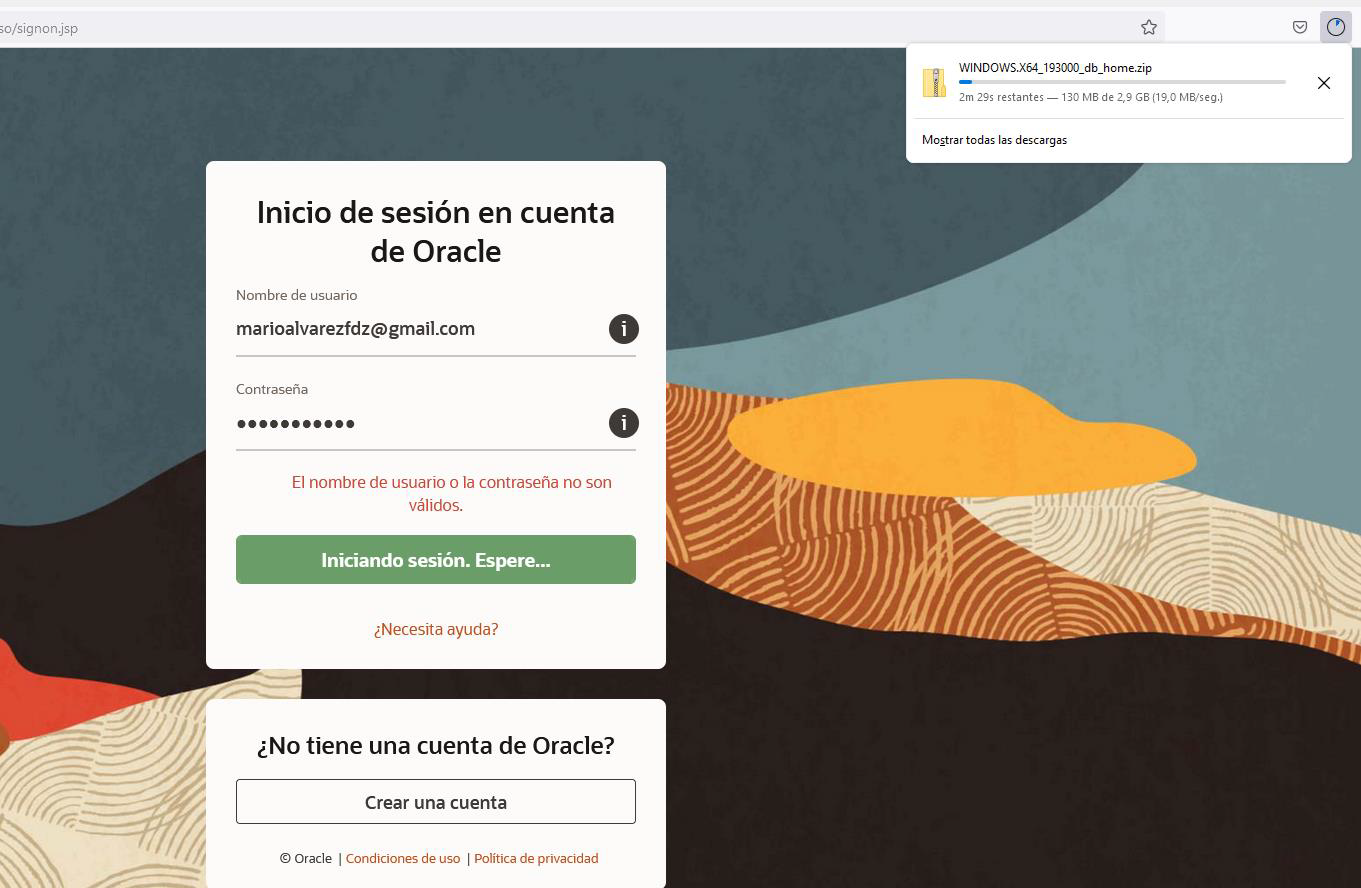 so/signon.jsp
WINDOWS.X64_193000_db_home.zip
2m 29s restantes — 130 MB de 2,9 GB (19,0 MB/seg.)
Mostrar todas las descargas
Inicio de sesión en cuenta
de Oracle
Nombre de usuario
marioalvarezfdz@gmail.com
i
Contraseña
●●●●●●●●●●●
i
El nombre de usuario o la contraseña no son
válidos.
Iniciando sesión. Espere...
¿Necesita ayuda?
¿No tiene una cuenta de Oracle?
Crear una cuenta
© Oracle | Condiciones de uso | Política de privacidad